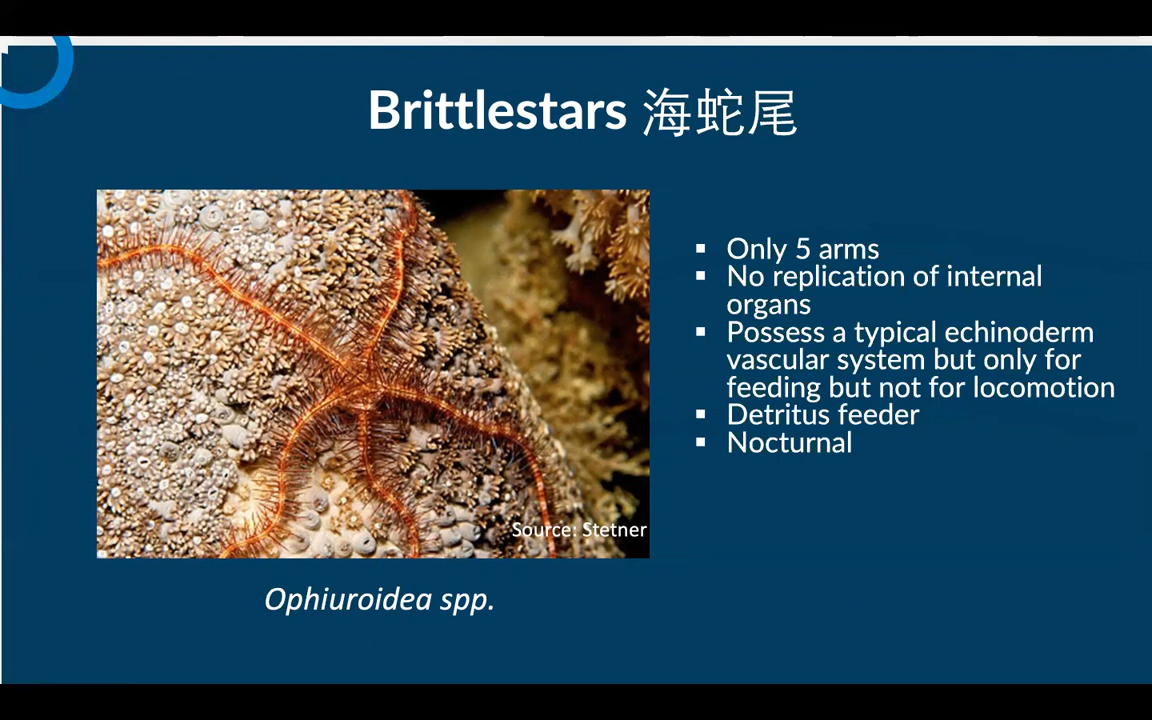 Brittlestars 海蛇尾
▪ Only 5 arms
▪ No replication of internal
organs
▪ Possess a typical echinoderm
vascular system but only for
feeding but not for locomotion
▪ Detritus feeder
▪ Nocturnal
Source: Stetner
Ophiuroidea spp.